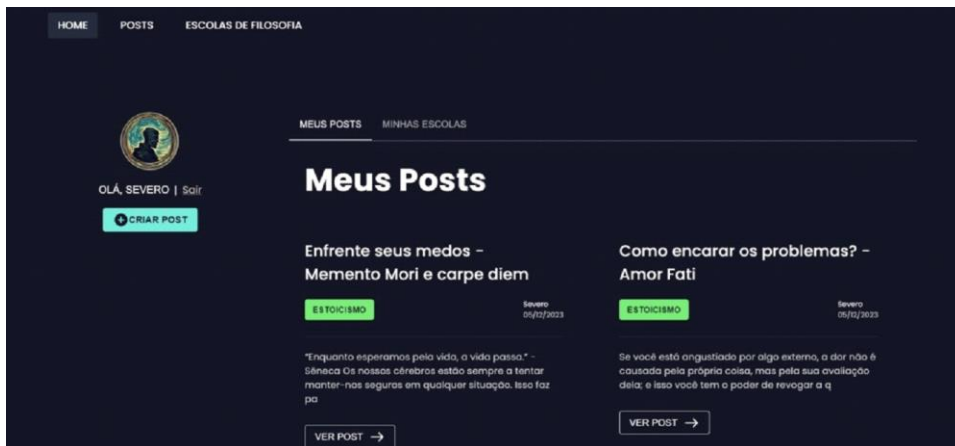 HOME POSTS ESCOLAS DE FILOSOFIA
OLÁ, SEVERO | Sair
CRIAR POST
MEUS POSTS MINHAS ESCOLAS
Meus Posts
Enfrente seus medos -
Memento Mori e carpe diem
ESTOICISMO
Severo
05/12/2023
"Enquanto esperamos pela vida, a vida passa." -
Sêneca Os nossos cérebros estão sempre a tentar
manter-nos seguros em qualquer situação. Isso faz
pa
VER POST →
Como encarar os problemas? -
Amor Fati
ESTOICISMO
Severo
05/12/2023
Se você está angustiado por algo externo, a dor não é
causada pela própria coisa, mas pela sua avaliação
dela; e isso você tem o poder de revogar a q
VER POST →